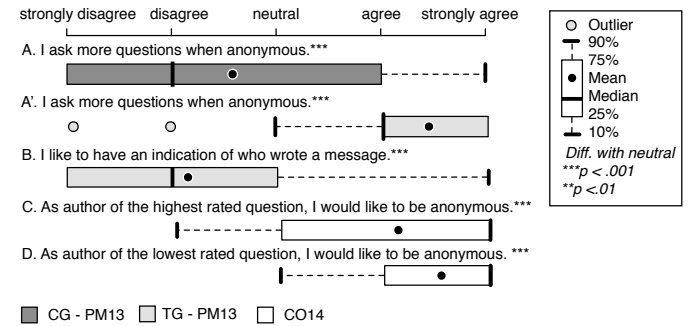 strongly disagree disagree neutral agree strongly agree
A. I ask more questions when anonymous.***
A'. I ask more questions when anonymous.***
B. I like to have an indication of who wrote a message.***
C. As author of the highest rated question, I would like to be anonymous.***
D. As author of the lowest rated question, I would like to be anonymous. ***
CG - PM13 TG - PM13 CO14
Outlier
90%
75%
Mean
Median
25%
10%
Diff. with neutral
***p < .001
**p <.01